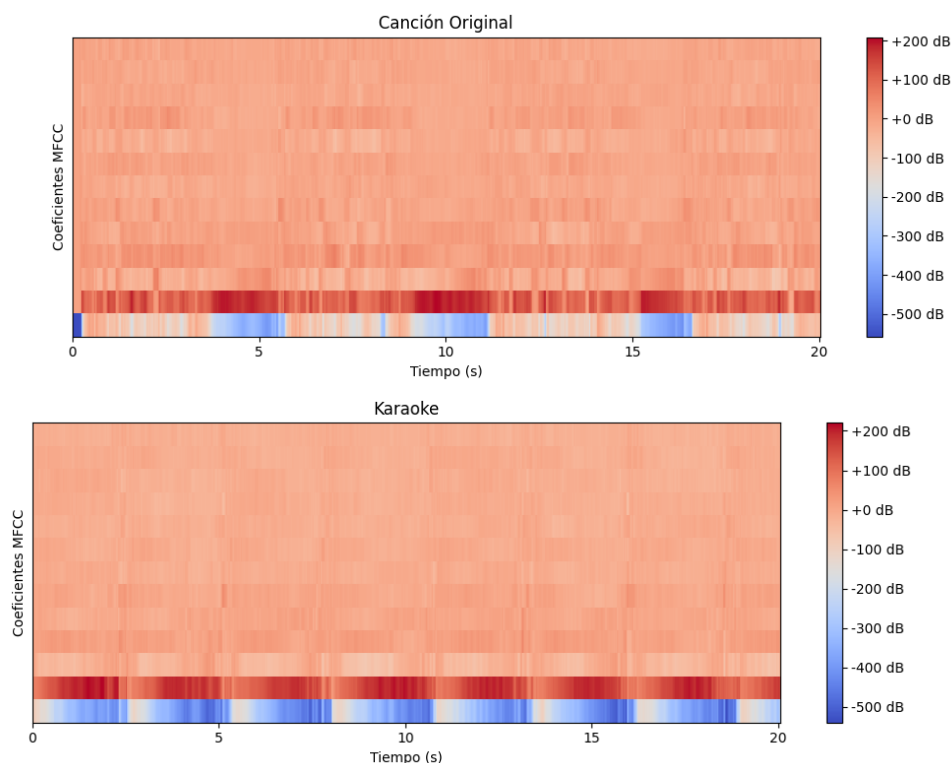 Canción Original
Coeficientes MFCC
+200 dB
+100 dB
+0 dB
-100 dB
-200 dB
-300 dB
-400 dB
-500 dB
0 5 10 15 20
Tiempo (s)
Karaoke
Coeficientes MFCC
+200 dB
+100 dB
+0 dB
-100 dB
-200 dB
-300 dB
-400 dB
-500 dB
0 5 10 15 20
Tiempo (s)